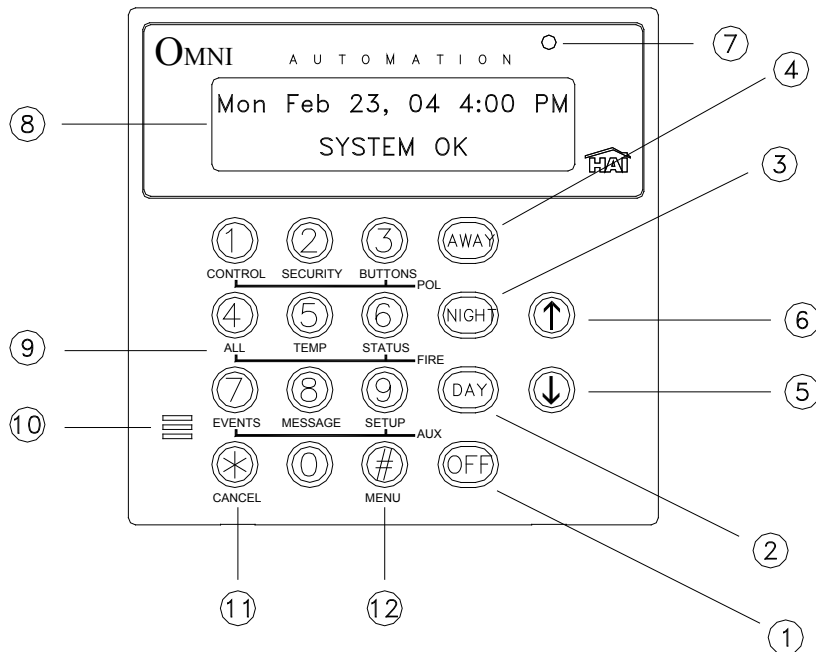 OMNI AUTOMATION
7
4
8
Mon Feb 23, 04 4:00 PM
SYSTEM OK
HAI
3
1 2 3 AWAY
CONTROL SECURITY BUTTONS
POL
4 5 6 NIGHT ↑
6
9
ALL TEMP STATUS
FIRE
7 8 9 DAY ↓
5
10
EVENTS MESSAGE SETUP
AUX
* 0 # OFF
CANCEL MENU
2
11 12
1